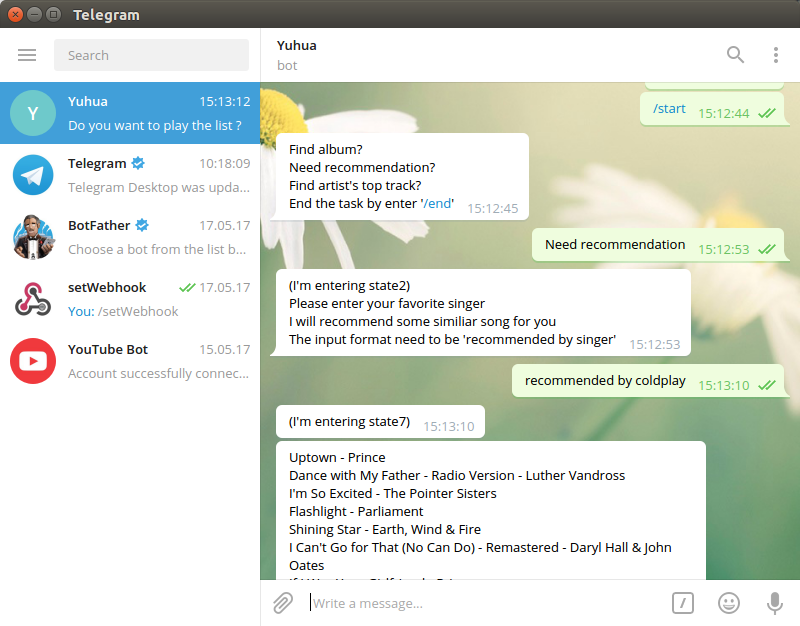 Telegram
Search
Yuhua
bot
Y
Yuhua 15:13:12
Do you want to play the list ?
Telegram 10:18:09
Telegram Desktop was upda...
BotFather 17.05.17
Choose a bot from the list b...
setWebhook 17.05.17
You: /setWebhook
YouTube Bot 15.05.17
Account successfully connec...
/start 15:12:44
Find album?
Need recommendation?
Find artist's top track?
End the task by enter '/end' 15:12:45
Need recommendation 15:12:53
(I'm entering state2)
Please enter your favorite singer
I will recommend some similiar song for you
The input format need to be 'recommended by singer' 15:12:53
recommended by coldplay 15:13:10
(I'm entering state7) 15:13:10
Uptown - Prince
Dance with My Father - Radio Version - Luther Vandross
I'm So Excited - The Pointer Sisters
Flashlight - Parliament
Shining Star - Earth, Wind & Fire
I Can't Go for That (No Can Do) - Remastered - Daryl Hall & John
Oates
Write a message...